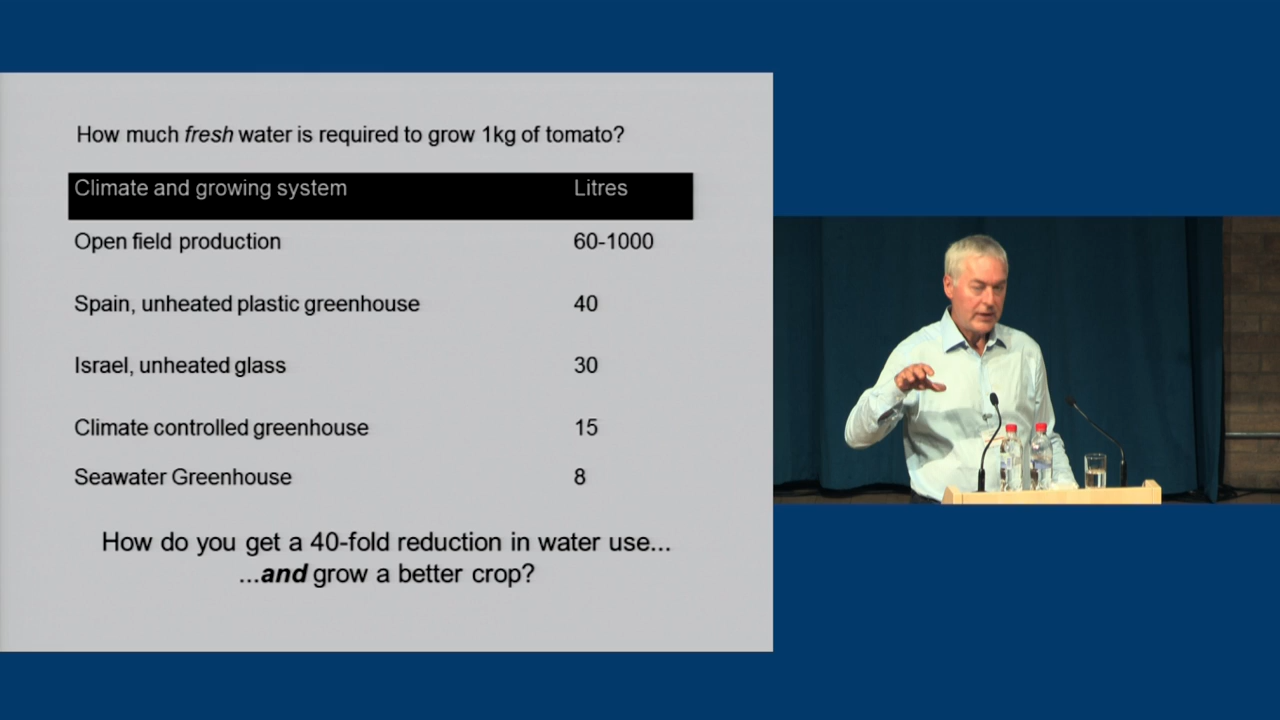 How much fresh water is required to grow 1kg of tomato?
Climate and growing system Litres
Open field production 60-1000
Spain, unheated plastic greenhouse 40
Israel, unheated glass 30
Climate controlled greenhouse 15
Seawater Greenhouse 8
How do you get a 40-fold reduction in water use...
...and grow a better crop?